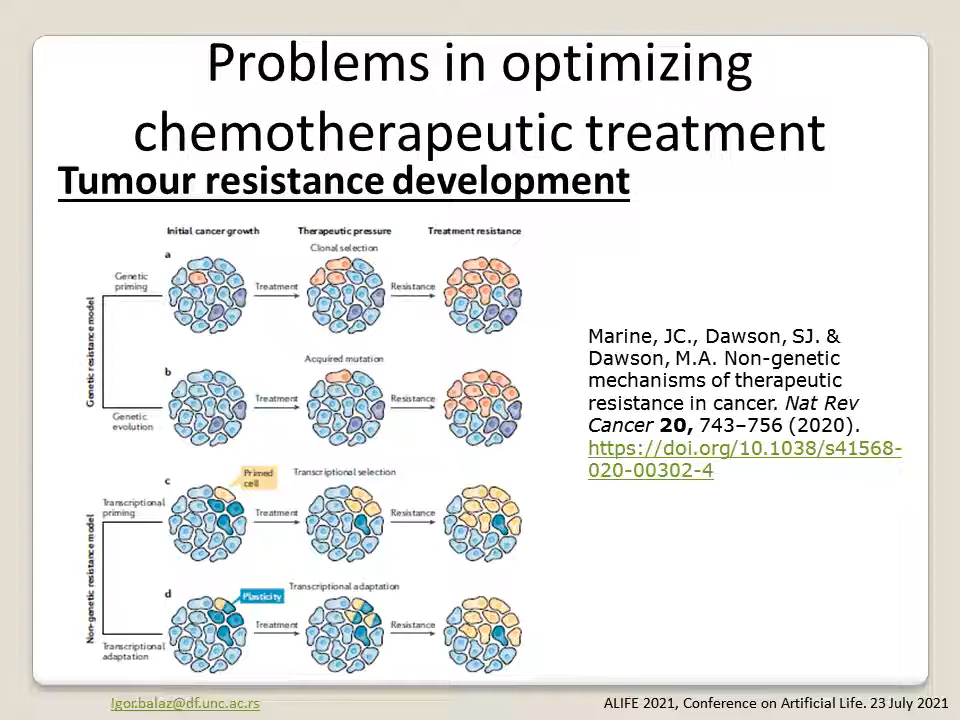 Problems in optimizing
chemotherapeutic treatment
Tumour resistance development
Initial cancer growth
Therapeutic pressure
Treatment resistance
Clonal selection
a
Genetic
priming
Treatment
Resistance
Genetic resistance model
Acquired mutation
b
Treatment
Resistance
Genetic
evolution
c
Primed
cell
Transcriptional selection
Transcriptional
priming
Treatment
Resistance
Non-genetic resistance model
Transcriptional adaptation
d
Plasticity
Treatment
Resistance
Transcriptional
adaptation
Marine, JC., Dawson, SJ. &
Dawson, M.A. Non-genetic
mechanisms of therapeutic
resistance in cancer. Nat Rev
Cancer 20, 743–756 (2020).
https://doi.org/10.1038/s41568-
020-00302-4
Igor.balaz@df.unc.ac.rs
ALIFE 2021, Conference on Artificial Life. 23 July 2021